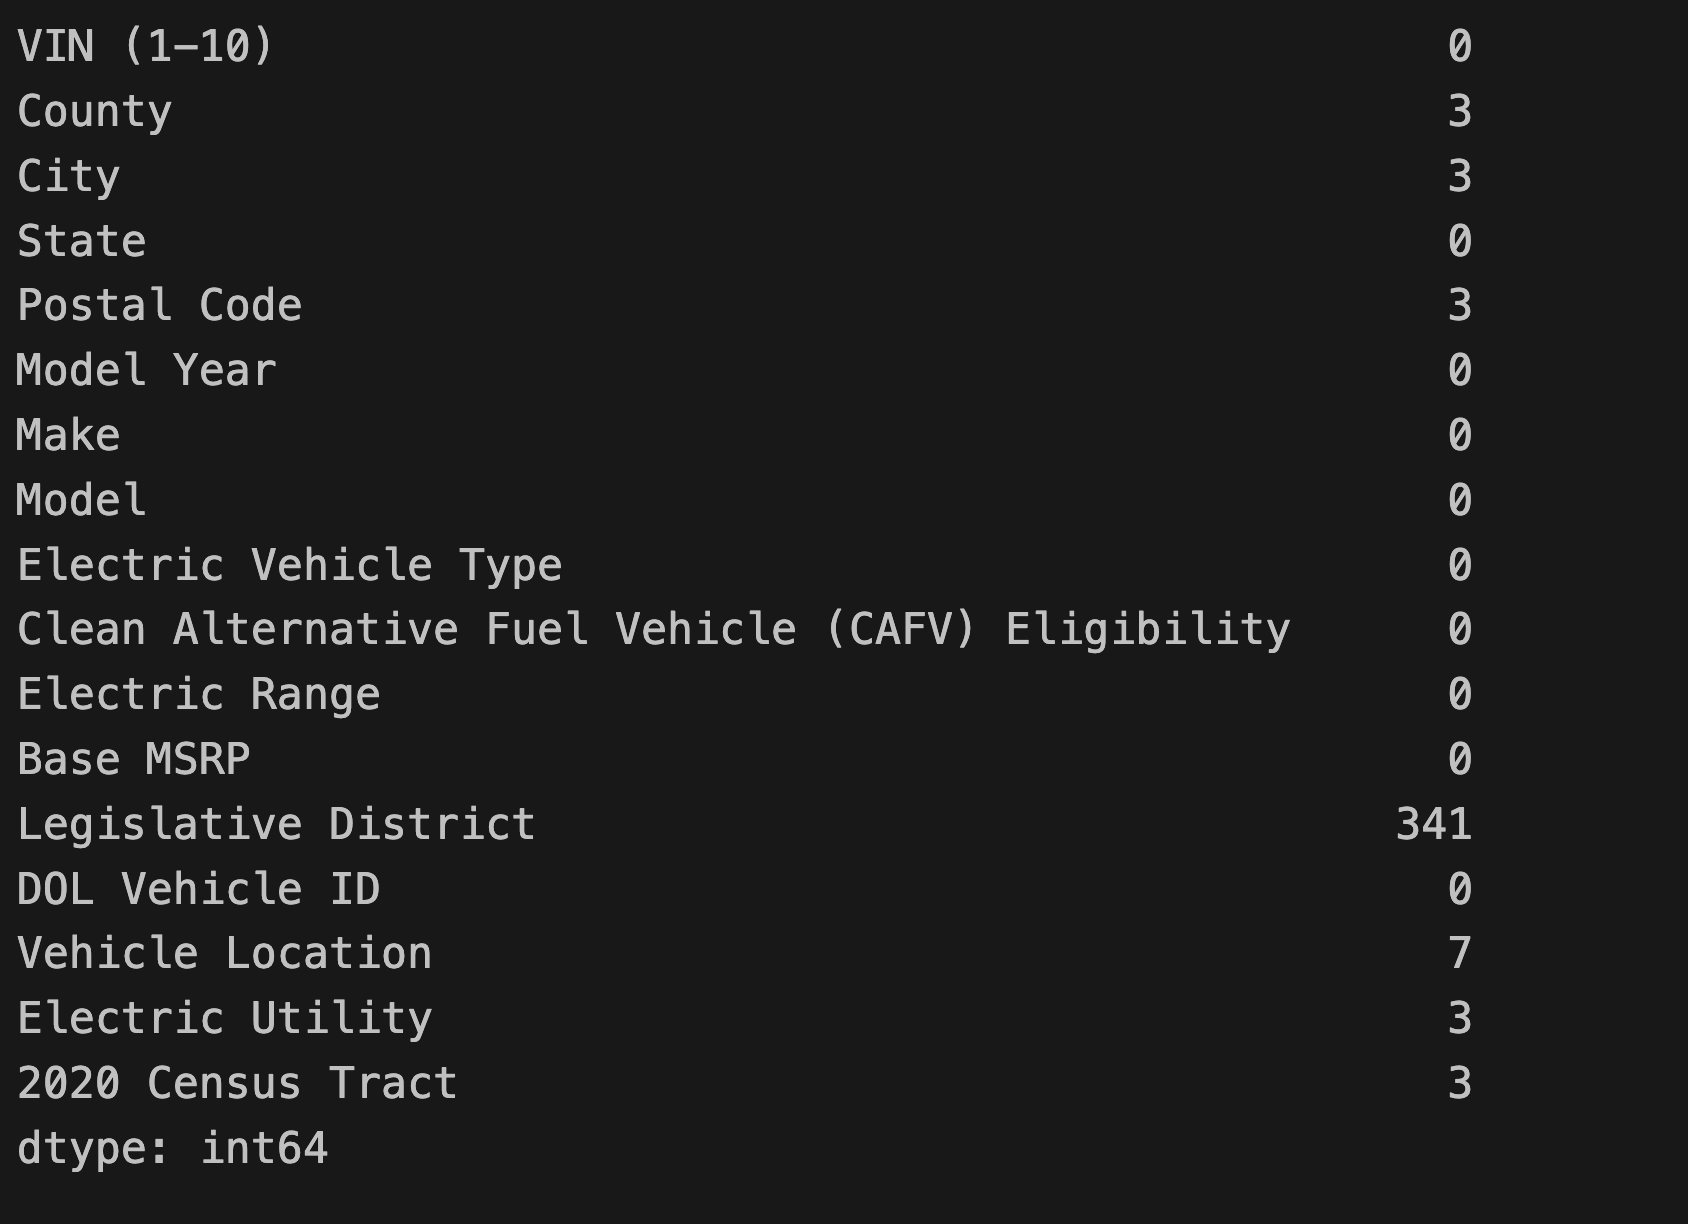 VIN (1-10) 0
County 3
City 3
State 0
Postal Code 3
Model Year 0
Make 0
Model 0
Electric Vehicle Type 0
Clean Alternative Fuel Vehicle (CAFV) Eligibility 0
Electric Range 0
Base MSRP 0
Legislative District 341
DOL Vehicle ID 0
Vehicle Location 7
Electric Utility 3
2020 Census Tract 3
dtype: int64